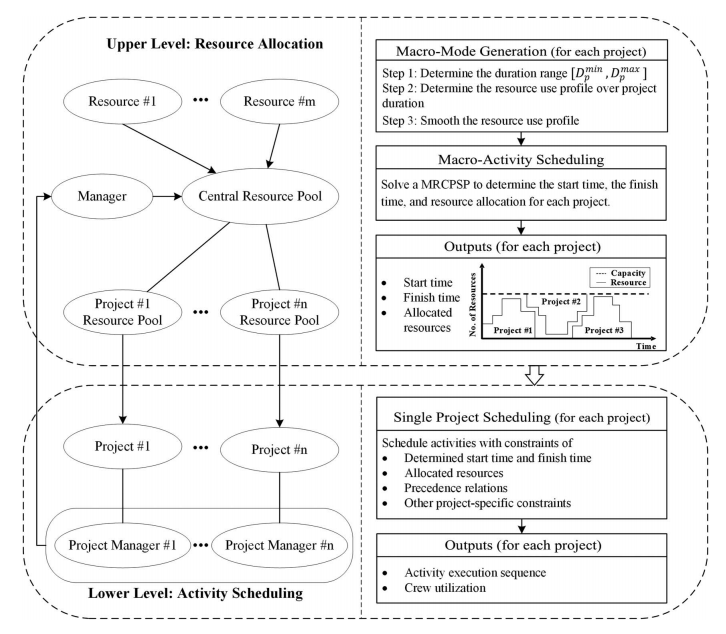 Upper Level: Resource Allocation
Resource #1
•••
Resource #m
Manager
Central Resource Pool
Project #1
Resource Pool
•••
Project #n
Resource Pool
Project #1
•••
Project #n
Project Manager #1
•••
Project Manager #n
Lower Level: Activity Scheduling
Macro-Mode Generation (for each project)
Step 1: Determine the duration range [D_p^min, D_p^max]
Step 2: Determine the resource use profile over project
duration
Step 3: Smooth the resource use profile
Macro-Activity Scheduling
Solve a MRCPSP to determine the start time, the finish
time, and resource allocation for each project.
Outputs (for each project)
• Start time
• Finish time
• Allocated
resources
No. of Resources
Capacity
Resource
Project #1
Project #2
Project #3
Time
Single Project Scheduling (for each project)
Schedule activities with constraints of
• Determined start time and finish time
• Allocated resources
• Precedence relations
• Other project-specific constraints
Outputs (for each project)
• Activity execution sequence
• Crew utilization